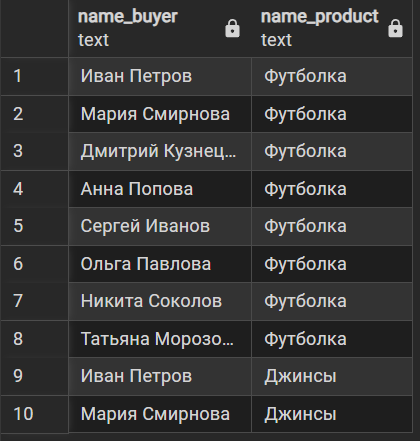 name_buyer name_product
text text
1 Иван Петров Футболка
2 Мария Смирнова Футболка
3 Дмитрий Кузнец... Футболка
4 Анна Попова Футболка
5 Сергей Иванов Футболка
6 Ольга Павлова Футболка
7 Никита Соколов Футболка
8 Татьяна Морозо... Футболка
9 Иван Петров Джинсы
10 Мария Смирнова Джинсы